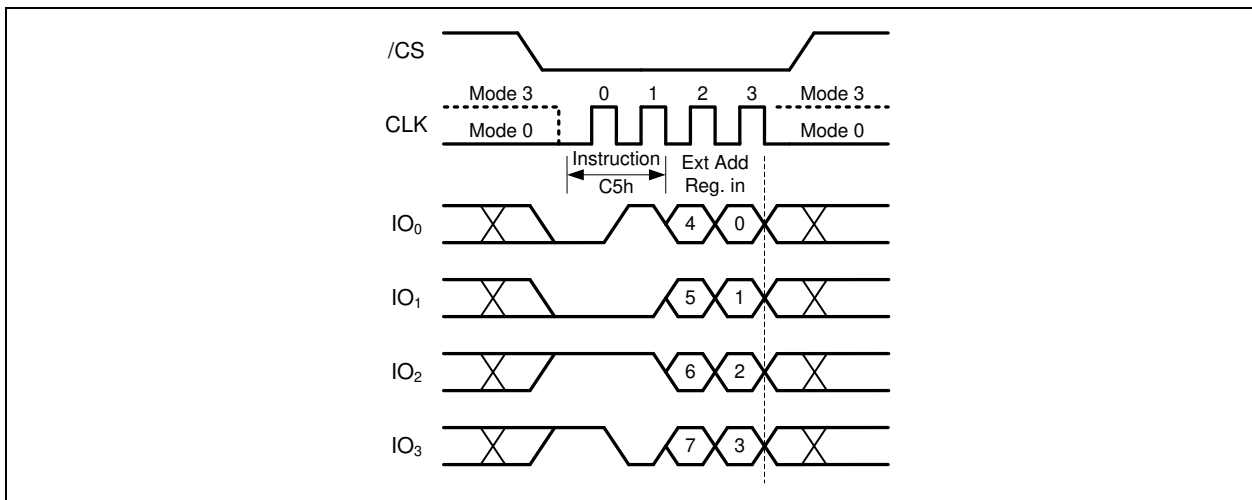 /CS
Mode 3 0 1 2 3 Mode 3
CLK
Mode 0 Mode 0
Instruction Ext Add
C5h Reg. in
IO₀ 4 0
IO₁ 5 1
IO₂ 6 2
IO₃ 7 3